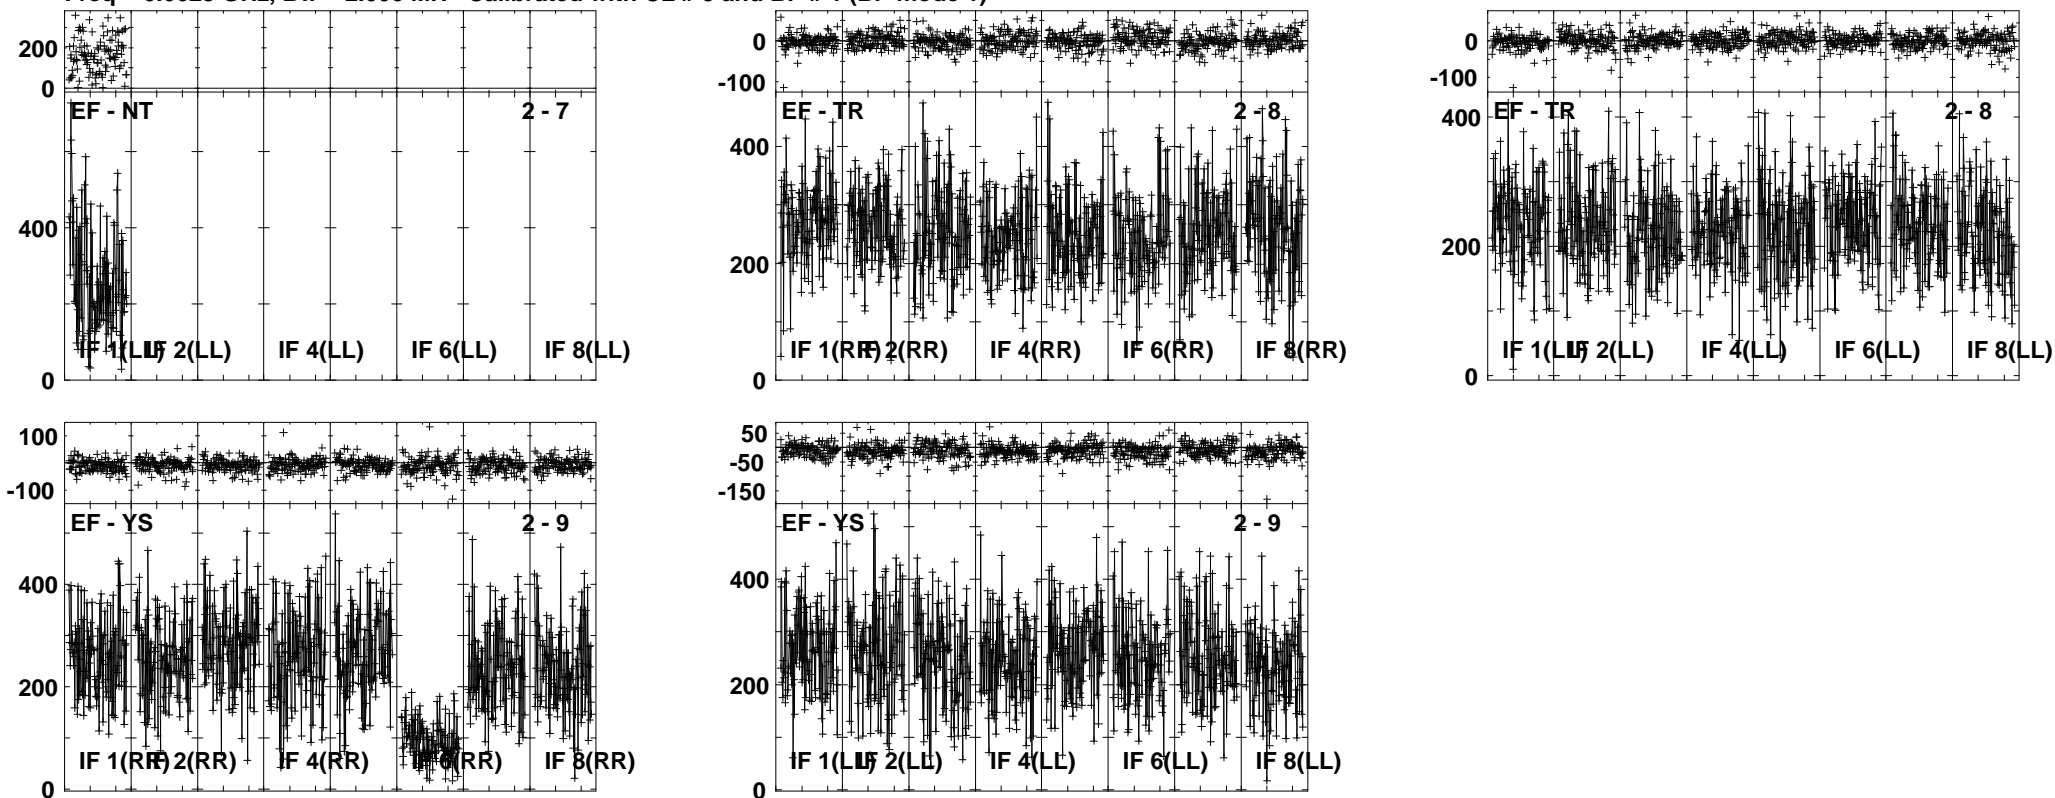 200
0
EF - NT
2 - 7
400
IF 1(LL)
IF 2(LL)
IF 4(LL)
IF 6(LL)
IF 8(LL)
0
0
-100
EF - TR
2 - 8
400
200
IF 1(RR)
IF 2(RR)
IF 4(RR)
IF 6(RR)
IF 8(RR)
0
0
-100
EF - TR
2 - 8
400
200
IF 1(LL)
IF 2(LL)
IF 4(LL)
IF 6(LL)
IF 8(LL)
0
100
-100
EF - YS
2 - 9
400
200
IF 1(RR)
IF 2(RR)
IF 4(RR)
IF 6(RR)
IF 8(RR)
0
50
-50
-150
EF - YS
2 - 9
400
200
IF 1(LL)
IF 2(LL)
IF 4(LL)
IF 6(LL)
IF 8(LL)
0